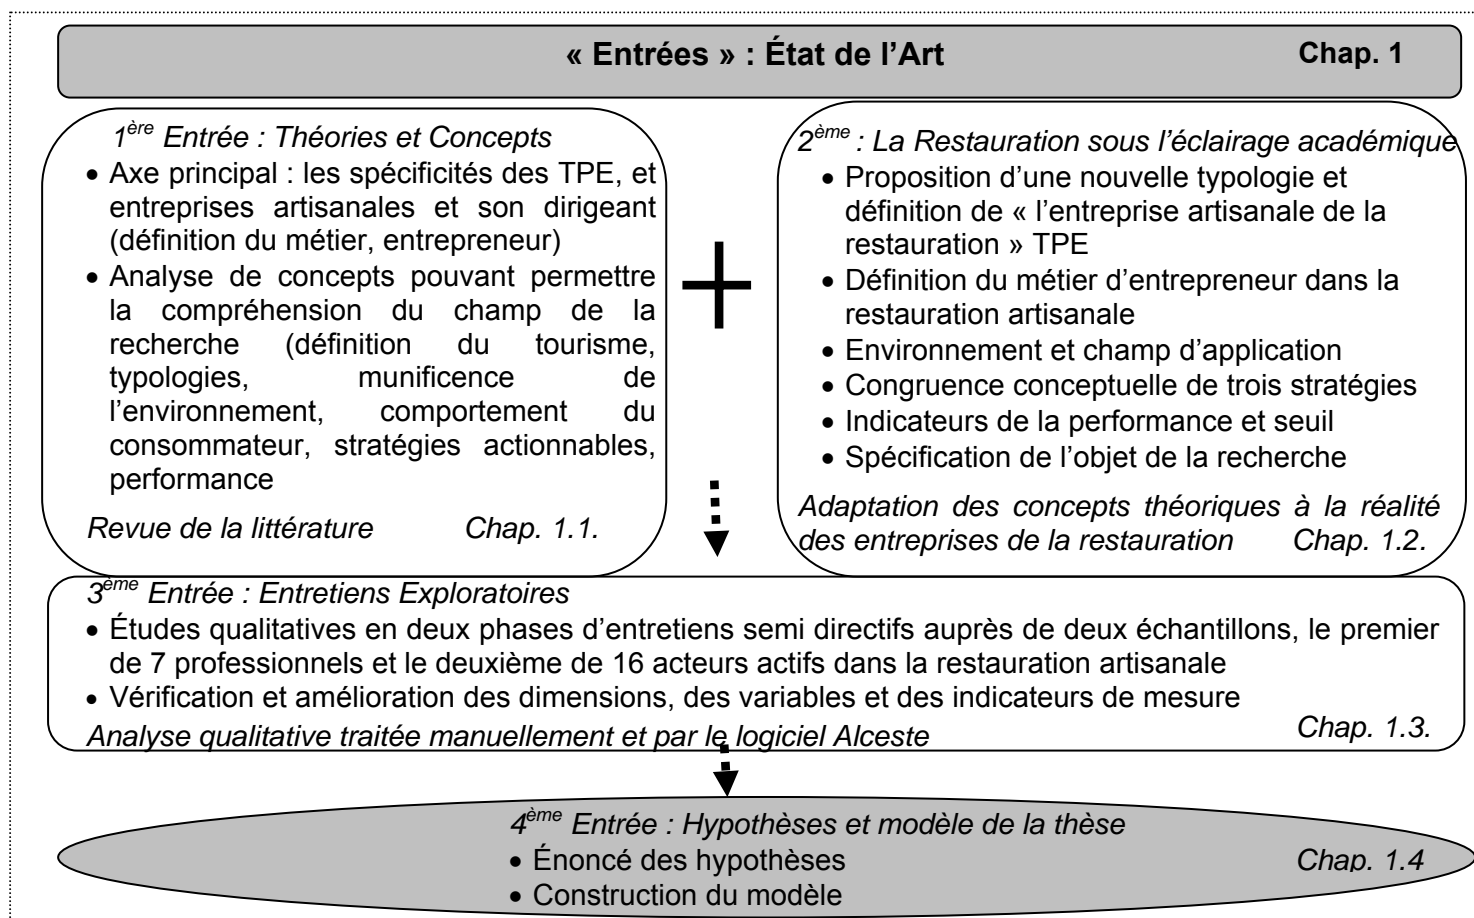 « Entrées » : État de l’Art Chap. 1
1ère Entrée : Théories et Concepts
• Axe principal : les spécificités des TPE, et
entreprises artisanales et son dirigeant
(définition du métier, entrepreneur)
• Analyse de concepts pouvant permettre
la compréhension du champ de la
recherche (définition du tourisme,
typologies, munificence de
l’environnement, comportement du
consommateur, stratégies actionnables,
performance
Revue de la littérature Chap. 1.1.
2ème : La Restauration sous l’éclairage académique
• Proposition d’une nouvelle typologie et
définition de « l’entreprise artisanale de la
restauration » TPE
• Définition du métier d’entrepreneur dans la
restauration artisanale
• Environnement et champ d’application
• Congruence conceptuelle de trois stratégies
• Indicateurs de la performance et seuil
• Spécification de l’objet de la recherche
Adaptation des concepts théoriques à la réalité
des entreprises de la restauration Chap. 1.2.
3ème Entrée : Entretiens Exploratoires
• Études qualitatives en deux phases d’entretiens semi directifs auprès de deux échantillons, le premier
de 7 professionnels et le deuxième de 16 acteurs actifs dans la restauration artisanale
• Vérification et amélioration des dimensions, des variables et des indicateurs de mesure
Analyse qualitative traitée manuellement et par le logiciel Alceste Chap. 1.3.
4ème Entrée : Hypothèses et modèle de la thèse
• Énoncé des hypothèses Chap. 1.4
• Construction du modèle